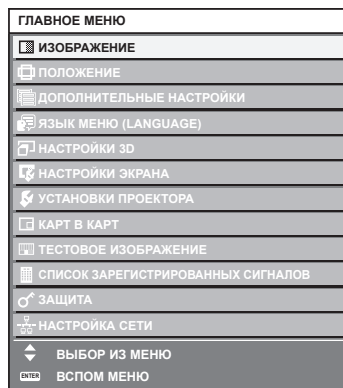 ГЛАВНОЕ МЕНЮ
ИЗОБРАЖЕНИЕ
ПОЛОЖЕНИЕ
ДОПОЛНИТЕЛЬНЫЕ НАСТРОЙКИ
ЯЗЫК МЕНЮ (LANGUAGE)
НАСТРОЙКИ 3D
НАСТРОЙКИ ЭКРАНА
УСТАНОВКИ ПРОЕКТОРА
КАРТ В КАРТ
ТЕСТОВОЕ ИЗОБРАЖЕНИЕ
СПИСОК ЗАРЕГИСТРИРОВАННЫХ СИГНАЛОВ
ЗАЩИТА
НАСТРОЙКА СЕТИ
ВЫБОР ИЗ МЕНЮ
ENTER ВСПОМ МЕНЮ